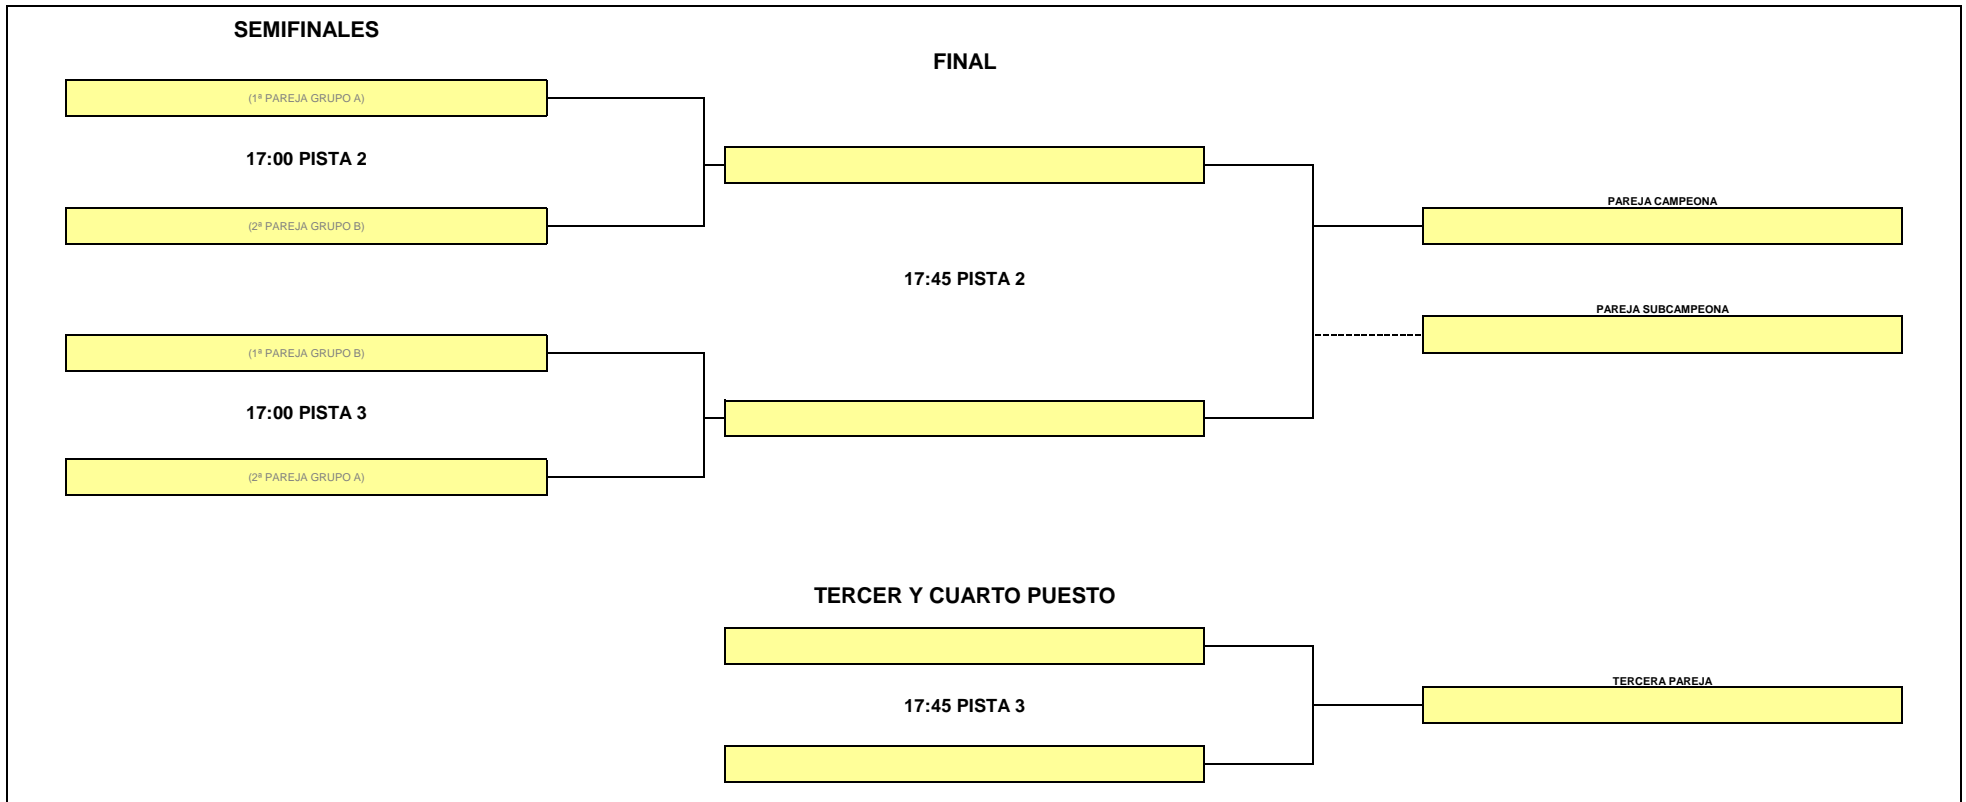 SEMIFINALES
FINAL
(1ª PAREJA GRUPO A)
17:00 PISTA 2
(2ª PAREJA GRUPO B)
PAREJA CAMPEONA
17:45 PISTA 2
PAREJA SUBCAMPEONA
(1ª PAREJA GRUPO B)
17:00 PISTA 3
(2ª PAREJA GRUPO A)
TERCER Y CUARTO PUESTO
TERCERA PAREJA
17:45 PISTA 3